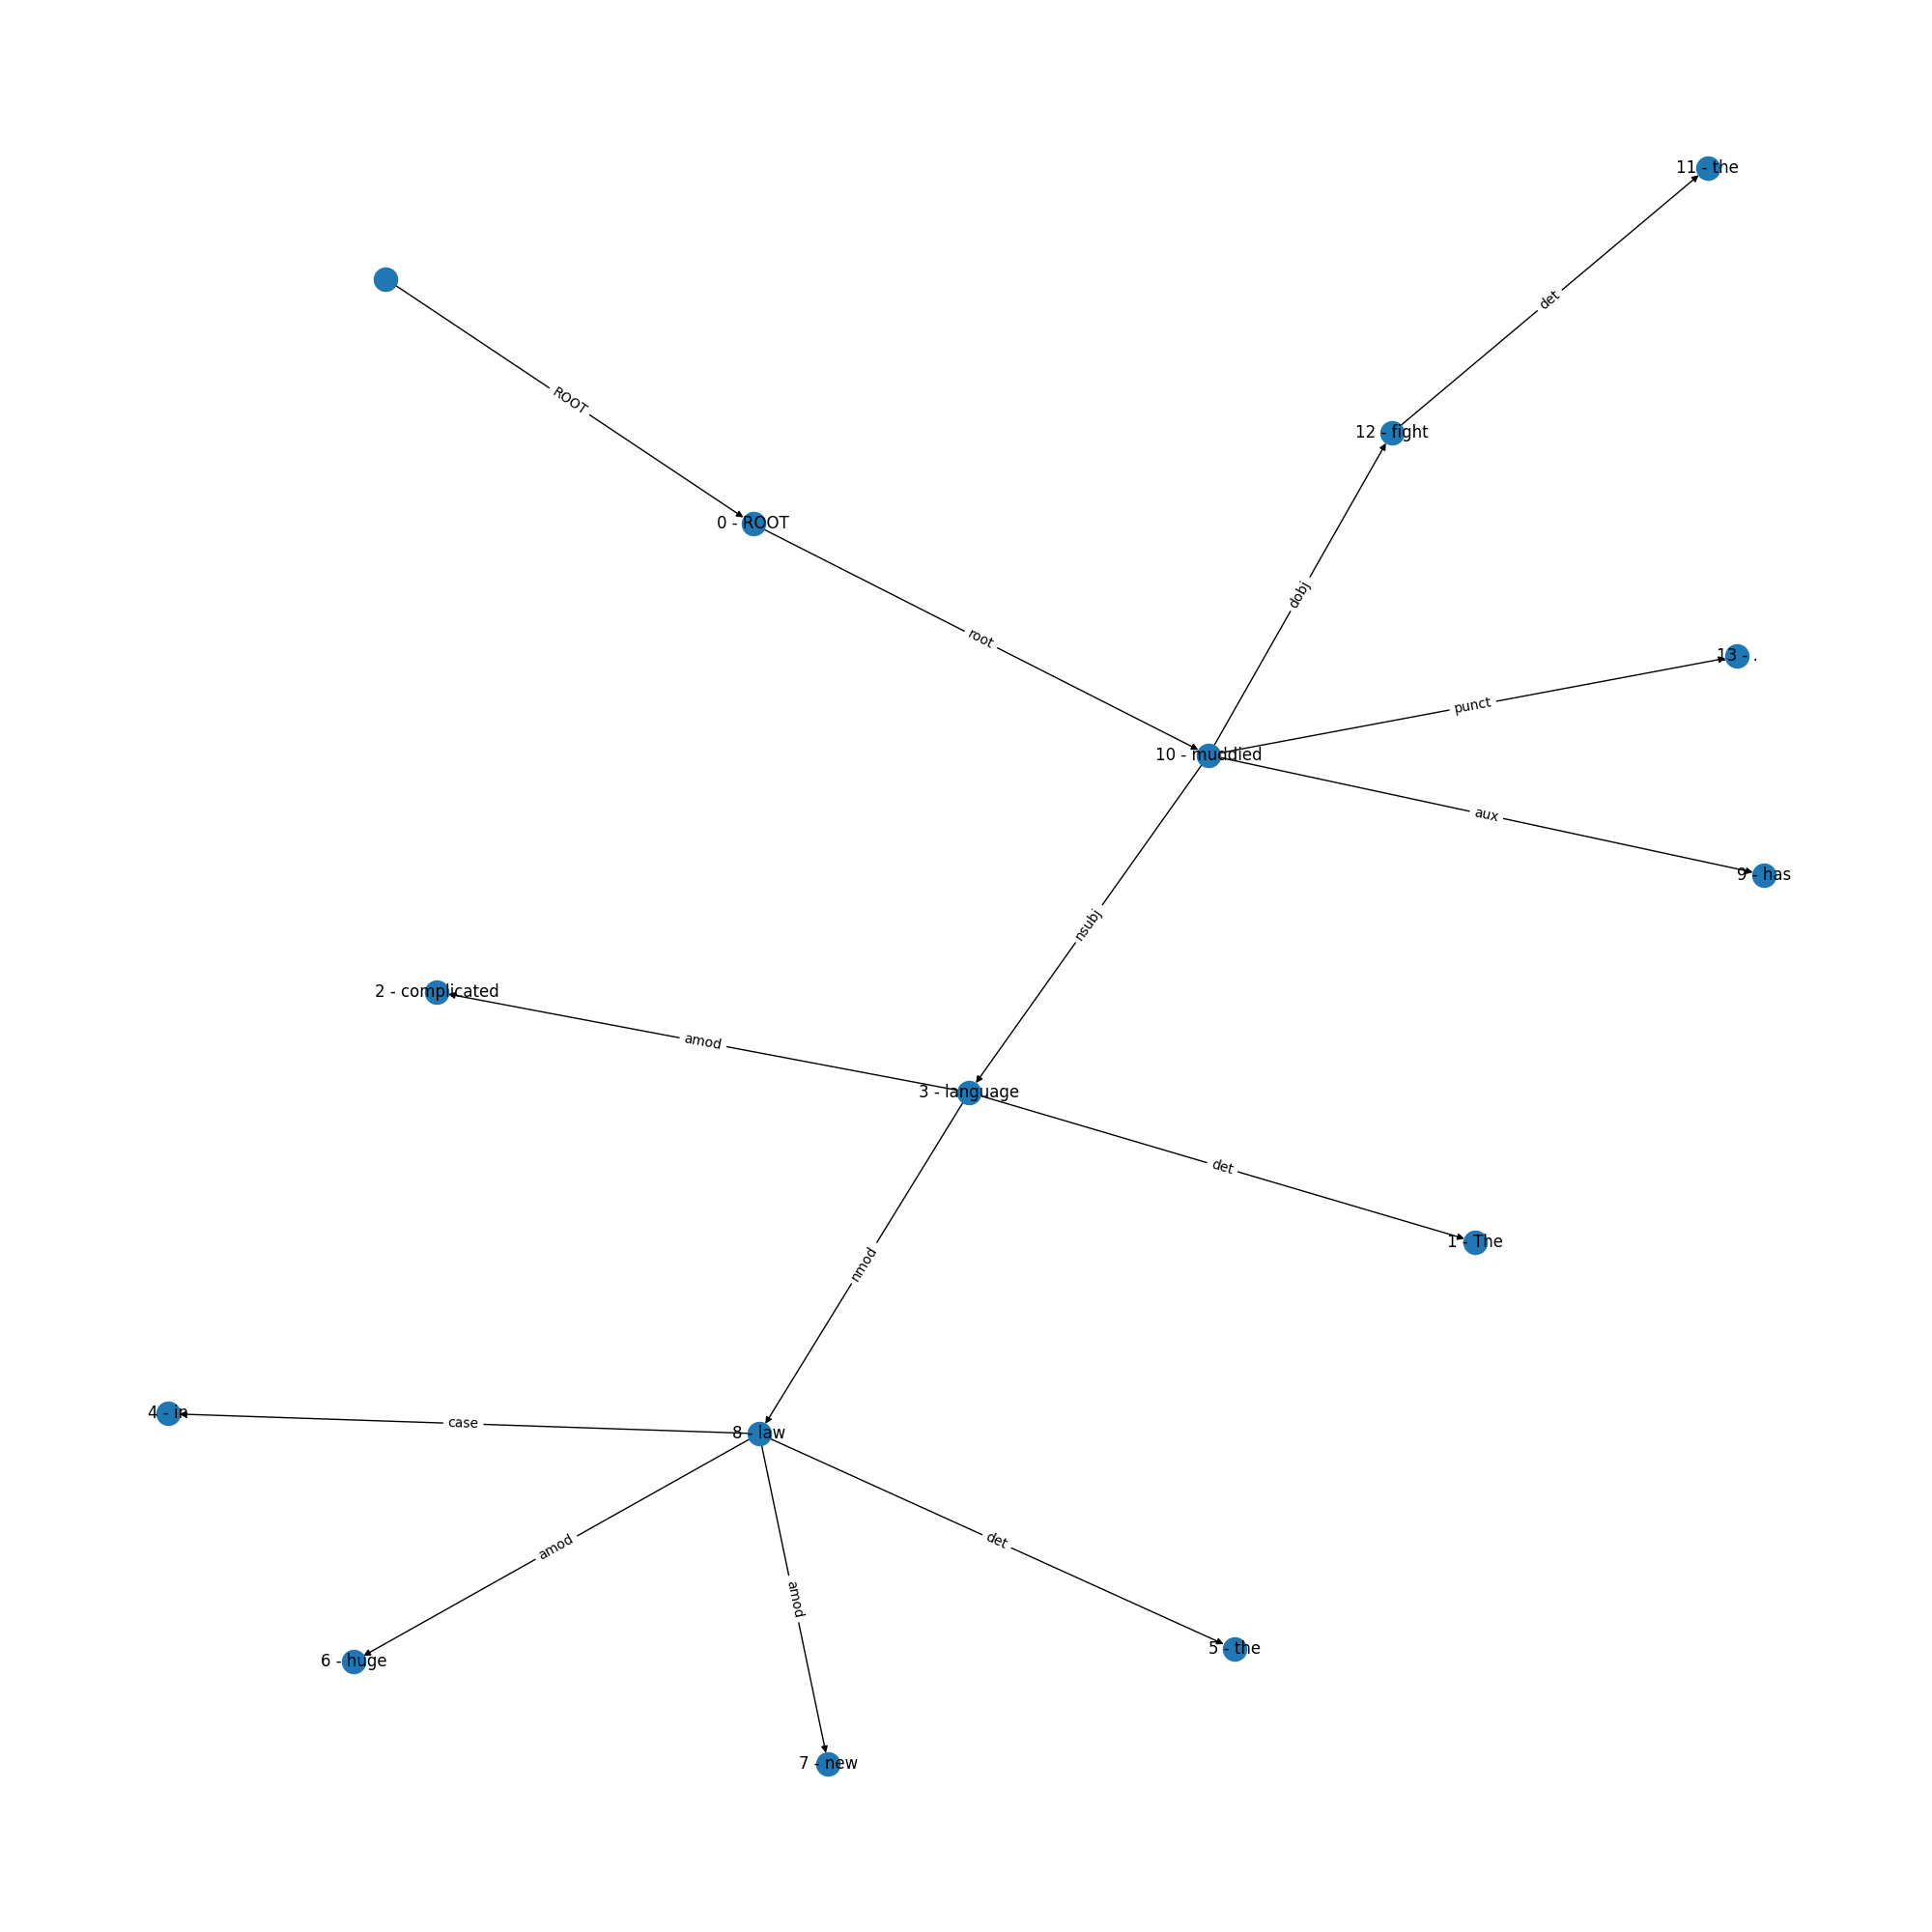 11 - the
det
ROOT
12 - fight
0 - ROOT
dobj
root
13 - .
punct
10 - muddied
aux
9 - has
nsubj
2 - complicated
amod
3 - language
det
1 - The
nmod
4 - in
case
8 - law
amod
det
amod
6 - huge
5 - the
7 - new